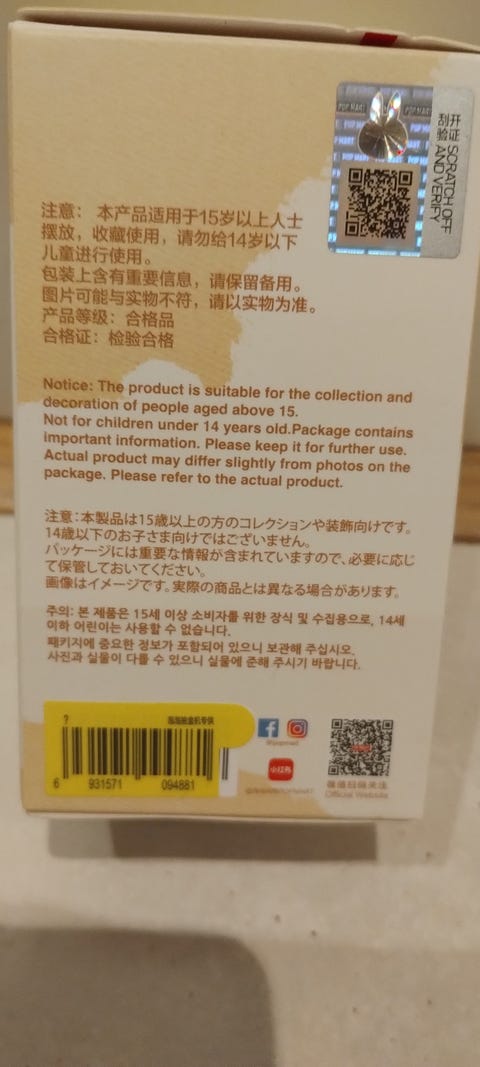 POP MART
开证
刮验
SCRATCH OFF
AND VERIFY
注意： 本产品适用于15岁以上人士
摆放，收藏使用，请勿给14岁以下
儿童进行使用。
包装上含有重要信息，请保留备用。
图片可能与实物不符，请以实物为准。
产品等级：合格品
合格证：检验合格
Notice: The product is suitable for the collection and
decoration of people aged above 15.
Not for children under 14 years old.Package contains
important information. Please keep it for further use.
Actual product may differ slightly from photos on the
package. Please refer to the actual product.
注意：本製品は15歳以上の方のコレクションや装飾向けです。
14歳以下のお子さま向けではございません。
パッケージには重要な情報が含まれていますので、必要に応じ
て保管しておいてください。
画像はイメージです。実際の商品とは異なる場合があります。
주의: 본 제품은 15세 이상 소비자를 위한 장식 및 수집용으로, 14세
이하 어린이는 사용할 수 없습니다.
패키지에 중요한 정보가 포함되어 있으니 보관해 주십시오.
사진과 실물이 다를 수 있으니 실물에 준해 주시기 바랍니다.
?
6 931571 094881
@popmart
小红书
微信扫码关注
Official Website